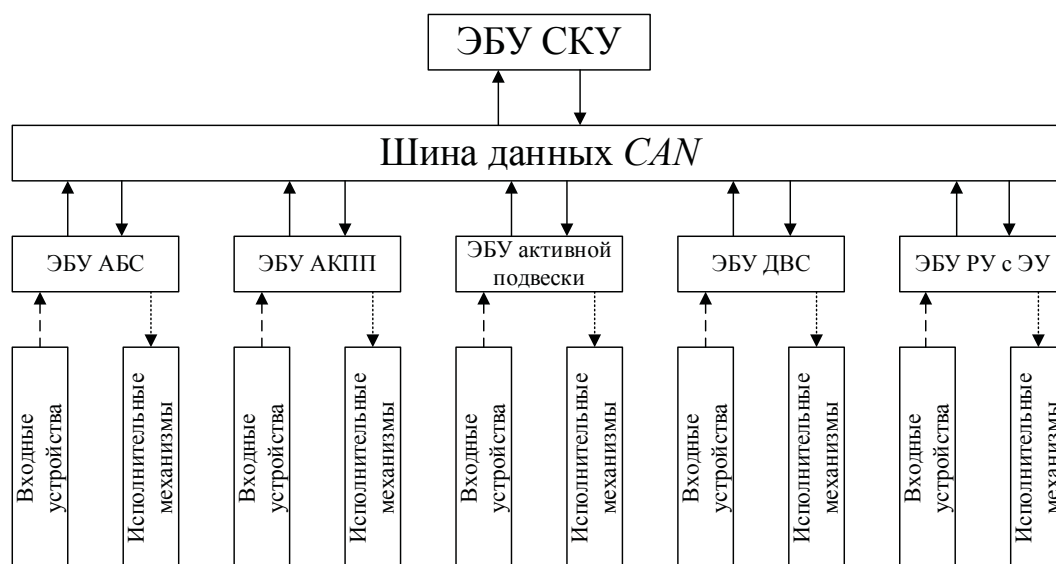 ЭБУ СКУ
Шина данных CAN
ЭБУ АБС
ЭБУ АКПП
ЭБУ активной
подвески
ЭБУ ДВС
ЭБУ РУ с ЭУ
Входные
устройства
Исполнительные
механизмы
Входные
устройства
Исполнительные
механизмы
Входные
устройства
Исполнительные
механизмы
Входные
устройства
Исполнительные
механизмы
Входные
устройства
Исполнительные
механизмы